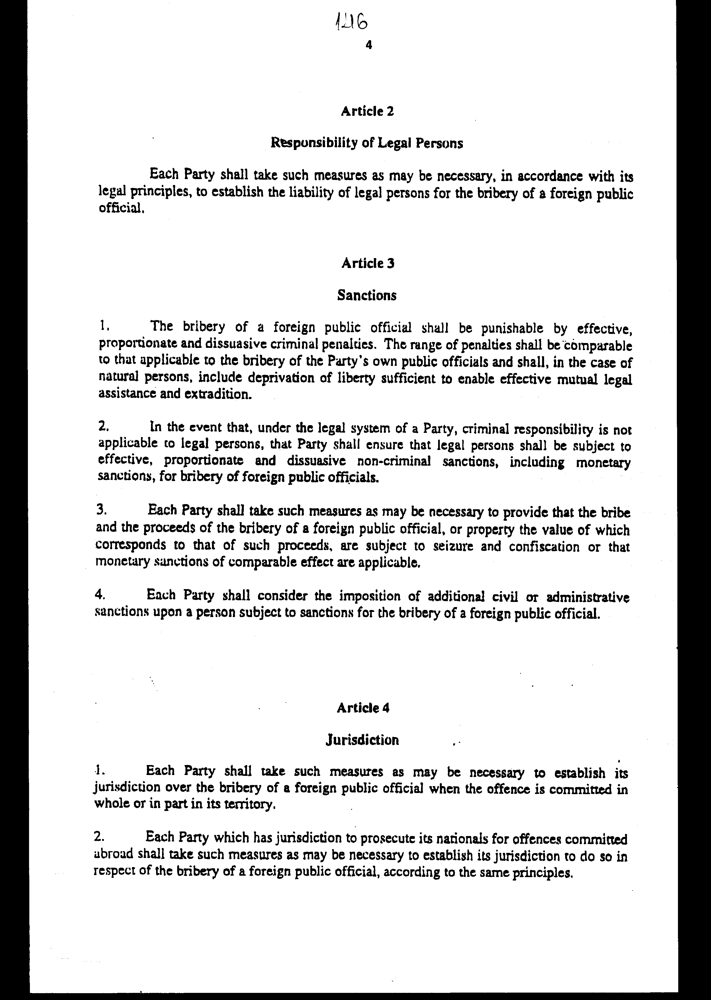 146
4
Article 2
Responsibility of Legal Persons
Each Party shall take such measures as may be necessary, in accordance with its
legal principles, to establish the liability of legal persons for the bribery of a foreign public
official.
Article 3
Sanctions
1. The bribery of a foreign public official shall be punishable by effective,
proportionate and dissuasive criminal penalties. The range of penalties shall be comparable
to that applicable to the bribery of the Party's own public officials and shall, in the case of
natural persons, include deprivation of liberty sufficient to enable effective mutual legal
assistance and extradition.
2. In the event that, under the legal system of a Party, criminal responsibility is not
applicable to legal persons, that Party shall ensure that legal persons shall be subject to
effective, proportionate and dissuasive non-criminal sanctions, including monetary
sanctions, for bribery of foreign public officials.
3. Each Party shall take such measures as may be necessary to provide that the bribe
and the proceeds of the bribery of a foreign public official, or property the value of which
corresponds to that of such proceeds, are subject to seizure and confiscation or that
monetary sanctions of comparable effect are applicable.
4. Each Party shall consider the imposition of additional civil or administrative
sanctions upon a person subject to sanctions for the bribery of a foreign public official.
Article 4
Jurisdiction
1. Each Party shall take such measures as may be necessary to establish its
jurisdiction over the bribery of a foreign public official when the offence is committed in
whole or in part in its territory.
2. Each Party which has jurisdiction to prosecute its nationals for offences committed
abroad shall take such measures as may be necessary to establish its jurisdiction to do so in
respect of the bribery of a foreign public official, according to the same principles.